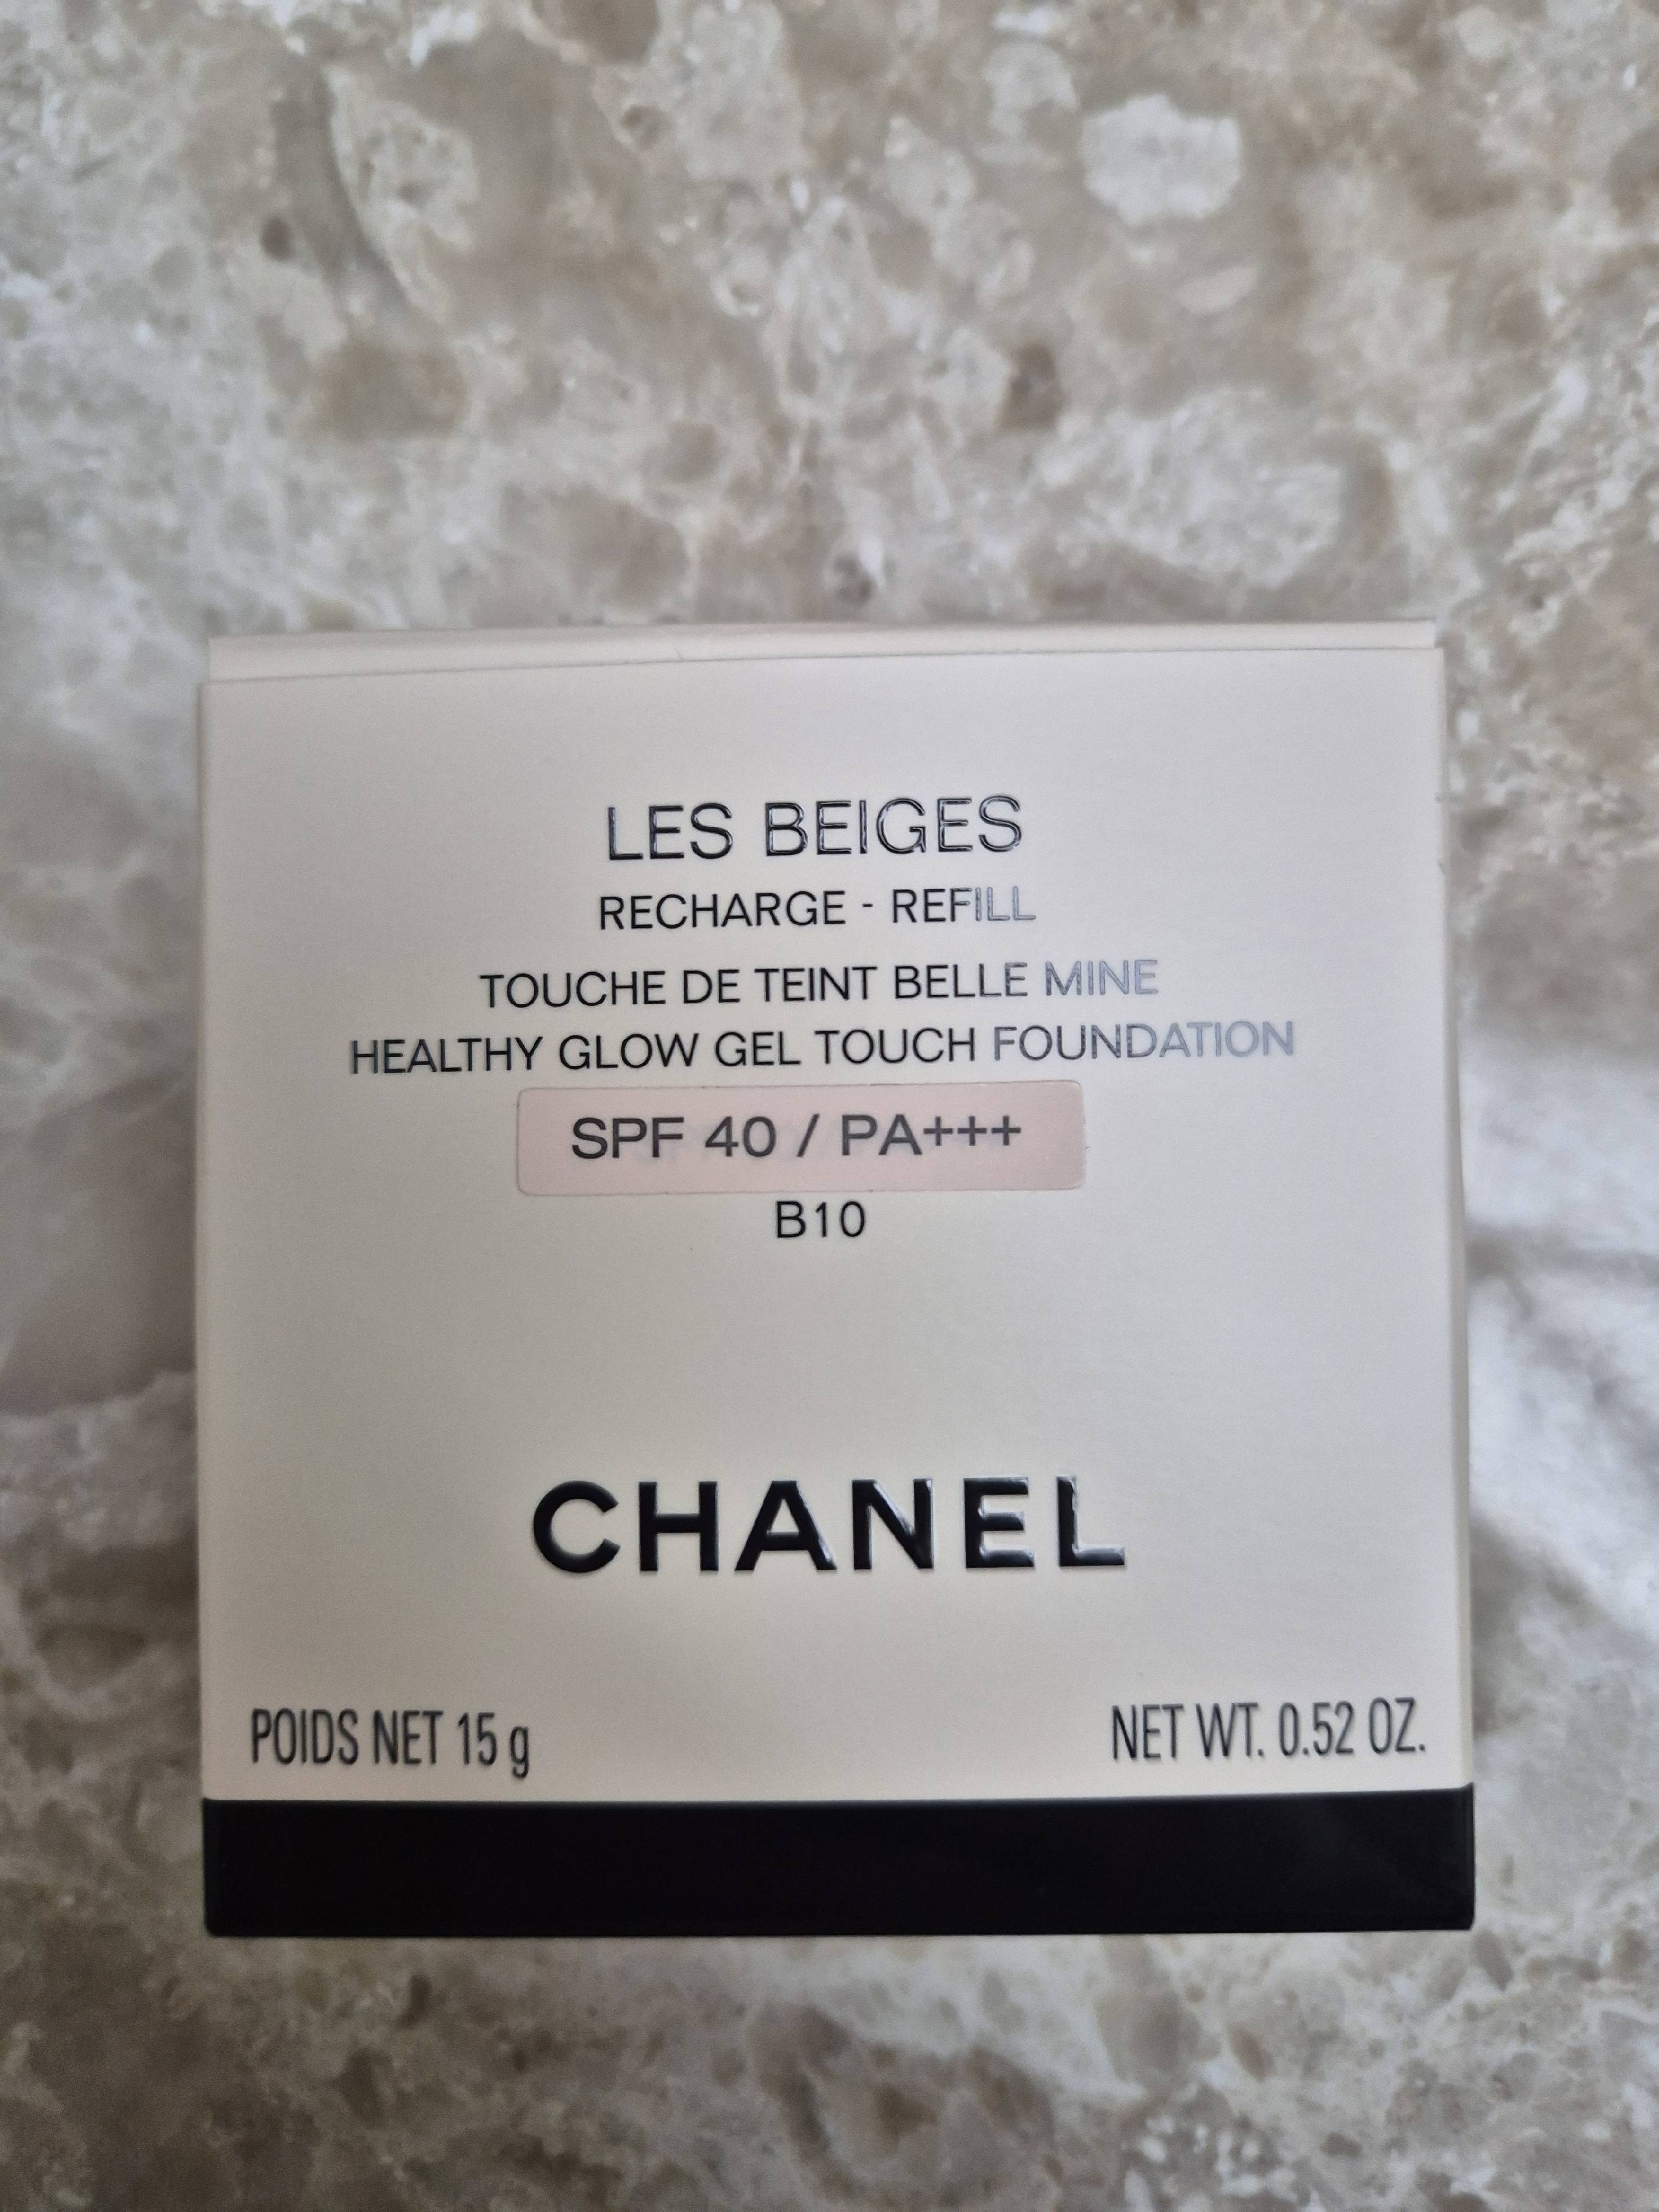 LES BEIGES
RECHARGE - REFILL
TOUCHE DE TEINT BELLE MINE
HEALTHY GLOW GEL TOUCH FOUNDATION
SPF 40 / PA+++
B10
CHANEL
POIDS NET 15 g
NET WT. 0.52 OZ.